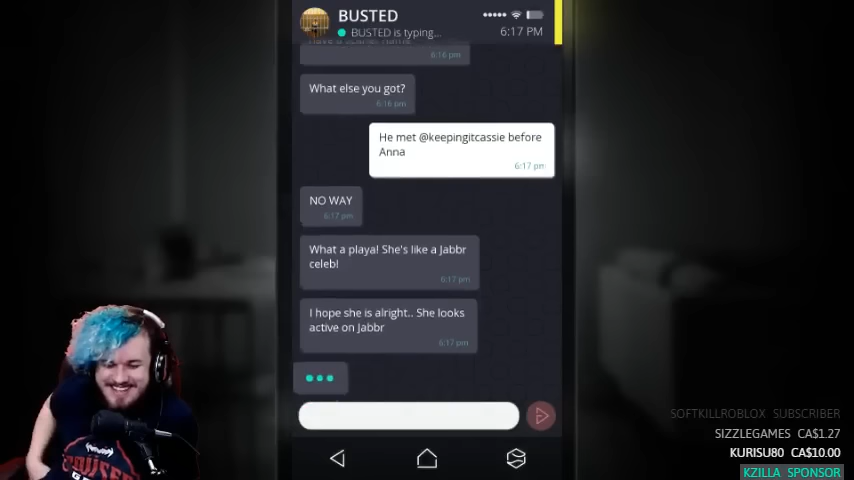 BUSTED
BUSTED is typing...
6:17 PM
6:16 pm
What else you got?
6:16 pm
He met @keepingitcassie before
Anna
6:17 pm
NO WAY
6:17 pm
What a playa! She's like a Jabbr
celeb!
6:17 pm
I hope she is alright.. She looks
active on Jabbr
6:17 pm
SOFTKILLROBLOX SUBSCRIBER
SIZZLEGAMES CA$1.27
KURISU80 CA$10.00
KZILLA SPONSOR